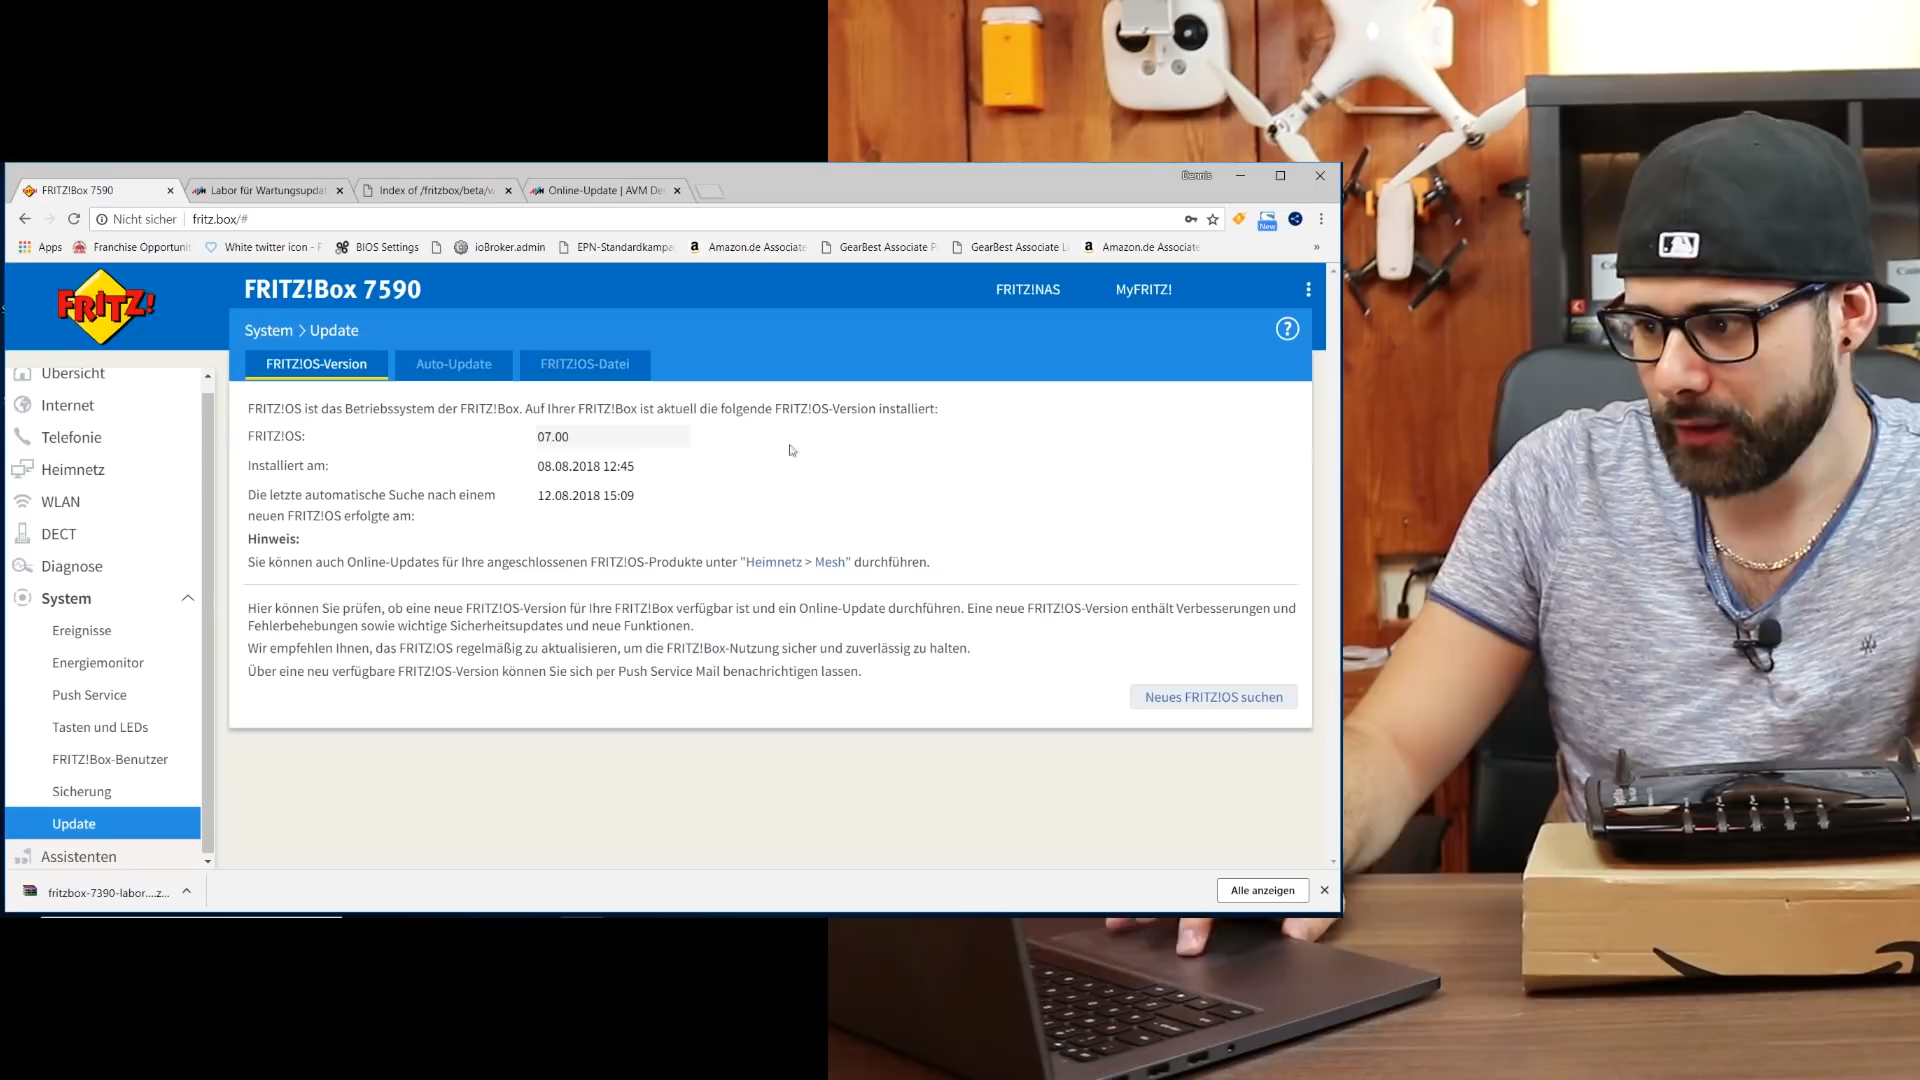 FRITZ!Box 7590
Labor für Wartungsupdat
Index of /fritzbox/beta/w
Online-Update | AVM De
Dennis
Nicht sicher
fritz.box/#
New
Apps
Franchise Opportunit
White twitter icon - F
BIOS Settings
ioBroker.admin
EPN-Standardkampa
Amazon.de Associate
GearBest Associate P
GearBest Associate L
Amazon.de Associate
»
FRITZ!
FRITZ!Box 7590
FRITZ!NAS
MyFRITZ!
System > Update
?
FRITZ!OS-Version
Auto-Update
FRITZ!OS-Datei
Übersicht
Internet
Telefonie
Heimnetz
WLAN
DECT
Diagnose
System
Ereignisse
Energiemonitor
Push Service
Tasten und LEDs
FRITZ!Box-Benutzer
Sicherung
Update
Assistenten
FRITZ!OS ist das Betriebssystem der FRITZ!Box. Auf Ihrer FRITZ!Box ist aktuell die folgende FRITZ!OS-Version installiert:
FRITZ!OS: 07.00
Installiert am: 08.08.2018 12:45
Die letzte automatische Suche nach einem 12.08.2018 15:09
neuen FRITZ!OS erfolgte am:
Hinweis:
Sie können auch Online-Updates für Ihre angeschlossenen FRITZ!OS-Produkte unter "Heimnetz > Mesh" durchführen.
Hier können Sie prüfen, ob eine neue FRITZ!OS-Version für Ihre FRITZ!Box verfügbar ist und ein Online-Update durchführen. Eine neue FRITZ!OS-Version enthält Verbesserungen und
Fehlerbehebungen sowie wichtige Sicherheitsupdates und neue Funktionen.
Wir empfehlen Ihnen, das FRITZ!OS regelmäßig zu aktualisieren, um die FRITZ!Box-Nutzung sicher und zuverlässig zu halten.
Über eine neu verfügbare FRITZ!OS-Version können Sie sich per Push Service Mail benachrichtigen lassen.
Neues FRITZ!OS suchen
fritzbox-7390-labor....z...
Alle anzeigen